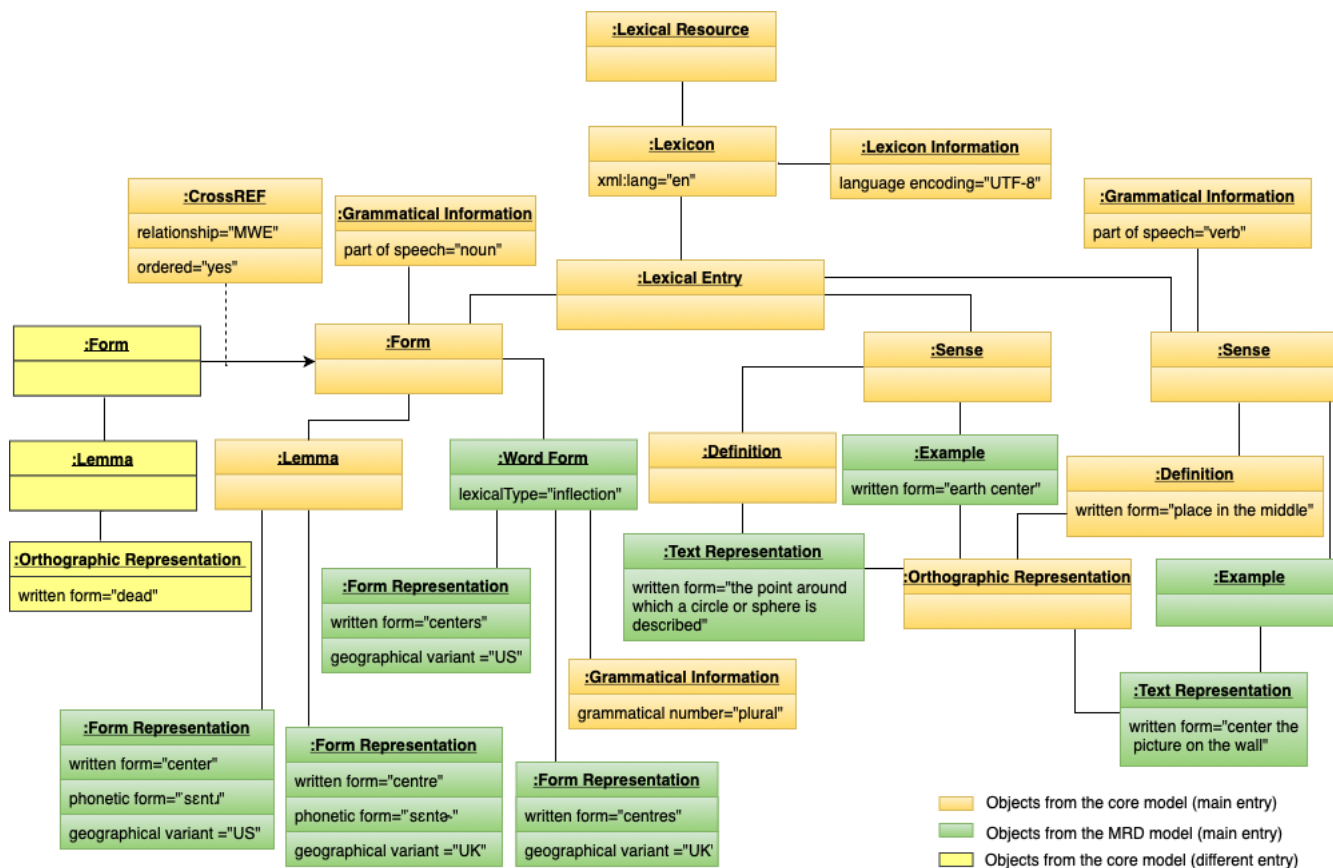 :Lexical Resource
:Lexicon
xml:lang="en"
:Lexicon Information
language encoding="UTF-8"
:CrossREF
relationship="MWE"
ordered="yes"
:Grammatical Information
part of speech="noun"
:Grammatical Information
part of speech="verb"
:Lexical Entry
:Form
:Form
:Sense
:Sense
:Lemma
:Lemma
:Word Form
lexicalType="inflection"
:Definition
:Example
written form="earth center"
:Definition
written form="place in the middle"
:Orthographic Representation
written form="dead"
:Form Representation
written form="centers"
geographical variant ="US"
:Text Representation
written form="the point around
which a circle or sphere is
described"
:Orthographic Representation
:Example
:Grammatical Information
grammatical number="plural"
:Text Representation
written form="center the
picture on the wall"
:Form Representation
written form="center"
phonetic form="ˈsɛntɹ"
geographical variant ="US"
:Form Representation
written form="centre"
phonetic form="ˈsɛntɚ"
geographical variant ="UK"
:Form Representation
written form="centres"
geographical variant ="UK'
Objects from the core model (main entry)
Objects from the MRD model (main entry)
Objects from the core model (different entry)